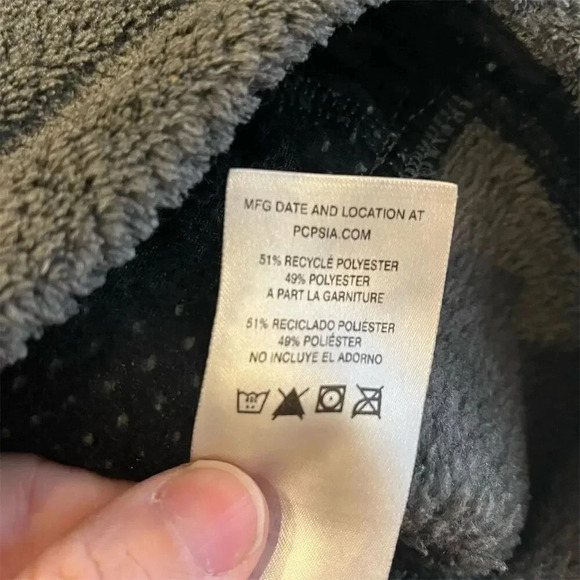 MFG DATE AND LOCATION AT
PCPSIA.COM
51% RECYCLÉ POLYESTER
49% POLYESTER
A PART LA GARNITURE
51% RECICLADO POLIÉSTER
49% POLIÉSTER
NO INCLUYE EL ADORNO